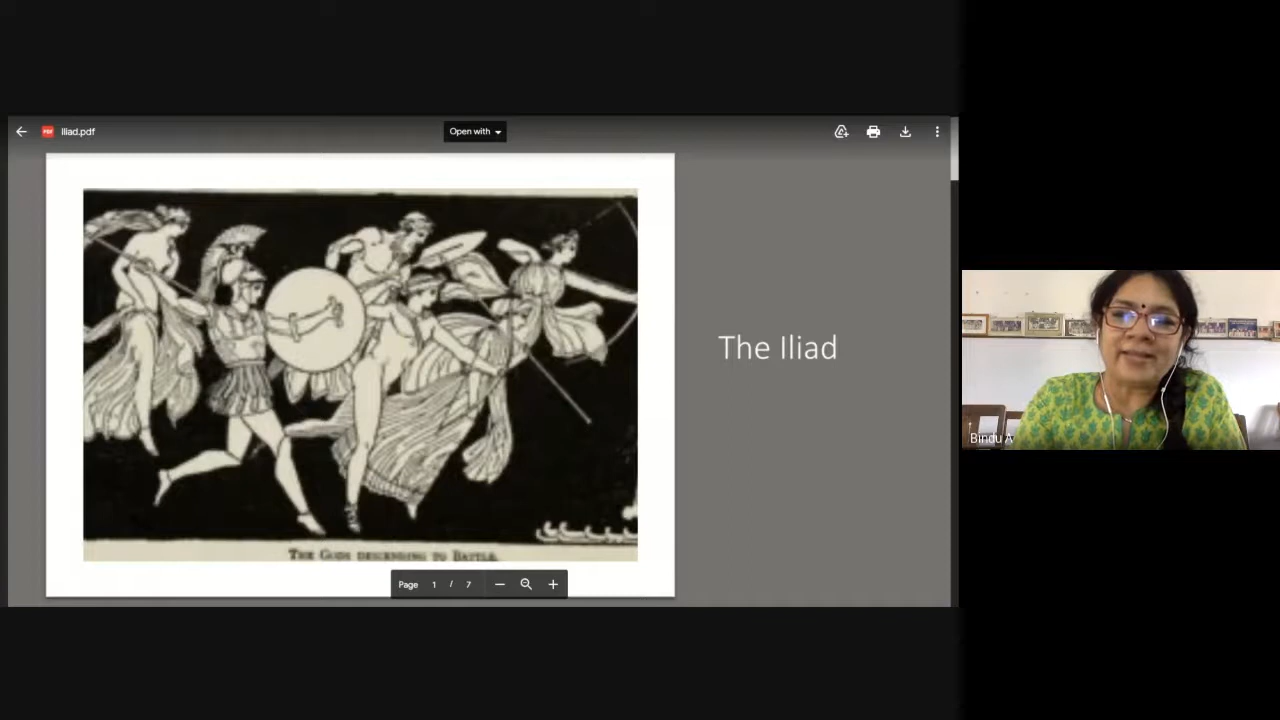 iliad.pdf
Open with
The Iliad
THE GODS DESCENDING TO BATTLE.
Page 1 / 7
Bindu A